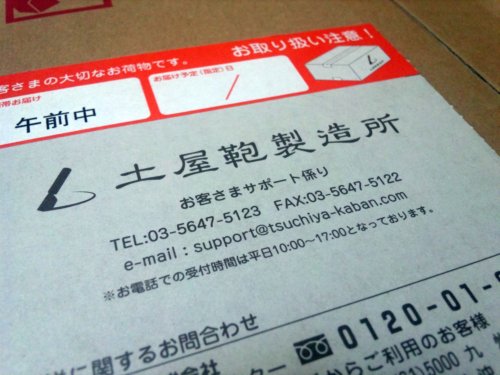 お取り扱い注意！
客さまの大切なお荷物です。
帯お届け
午前中
お届け予定（指定）日
土屋鞄製造所
お客さまサポート係り
TEL:03-5647-5123 FAX:03-5647-5122
e-mail : support@tsuchiya-kaban.com
※お電話での受付時間は平日10:00〜17:00となっております。
に関するお問合わせ
0120-01-
からご利用のお客様
5000 九